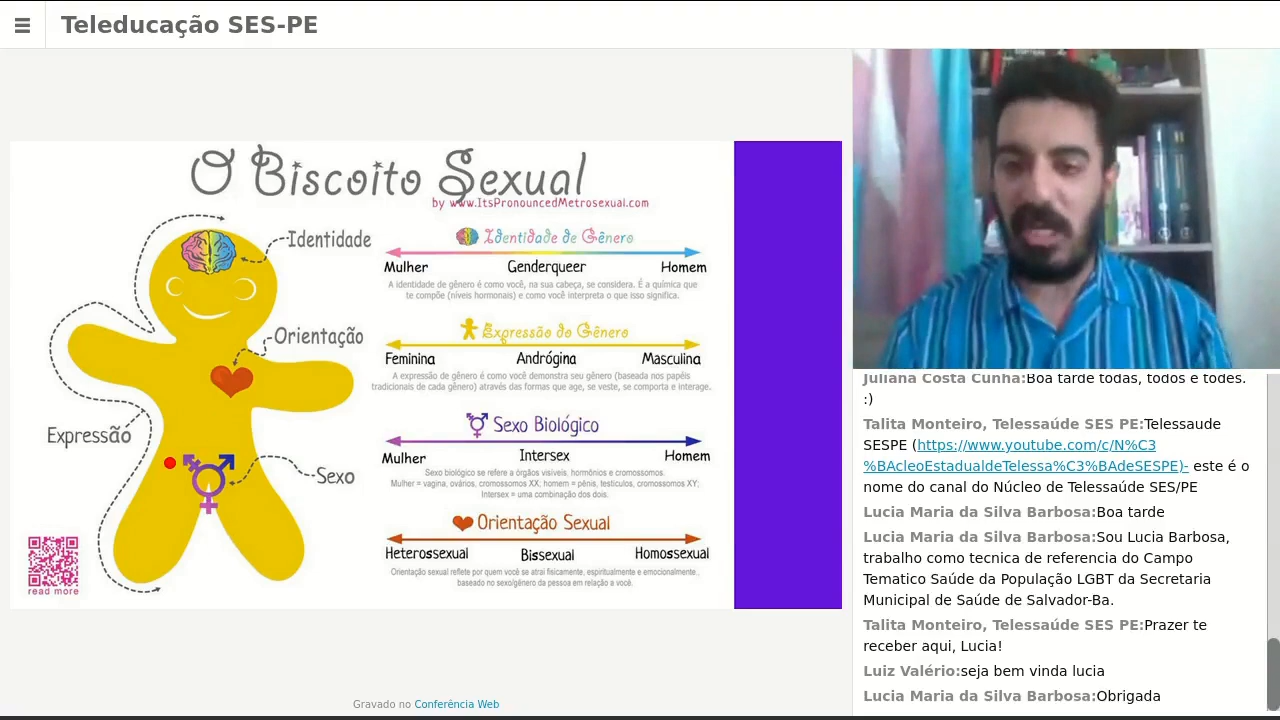 Teleducação SES-PE
O Biscoito Sexual
by www.ItsPronouncedMetrosexual.com
Identidade
Orientação
Expressão
Sexo
read more
Identidade de Gênero
Mulher Genderqueer Homem
A identidade de gênero é como você, na sua cabeça, se considera. É a química que
te compõe (níveis hormonais) e como você interpreta o que isso significa.
Expressão do Gênero
Feminina Andrógina Masculina
A expressão de gênero é como você demonstra seu gênero (baseada nos papéis
tradicionais de cada gênero) através das formas que age, se veste, se comporta e interage.
Sexo Biológico
Mulher Intersex Homem
Sexo biológico se refere a órgãos visíveis, hormônios e cromossomos.
Mulher = vagina, ovários, cromossomos XX; homem = pênis, testículos, cromossomos XY;
Intersex = uma combinação dos dois.
Orientação Sexual
Heterossexual Bissexual Homossexual
Orientação sexual reflete por quem você se atrai fisicamente, espiritualmente e emocionalmente,
baseado no sexo/gênero da pessoa em relação a você.
Gravado no Conferência Web
Juliana Costa Cunha:Boa tarde todas, todos e todes.
:)
Talita Monteiro, Telessaúde SES PE:Telessaude
SESPE (https://www.youtube.com/c/N%C3
%BAcleoEstadualdeTelessa%C3%BAdeSESPE)- este é o
nome do canal do Núcleo de Telessaúde SES/PE
Lucia Maria da Silva Barbosa:Boa tarde
Lucia Maria da Silva Barbosa:Sou Lucia Barbosa,
trabalho como tecnica de referencia do Campo
Tematico Saúde da População LGBT da Secretaria
Municipal de Saúde de Salvador-Ba.
Talita Monteiro, Telessaúde SES PE:Prazer te
receber aqui, Lucia!
Luiz Valério:seja bem vinda lucia
Lucia Maria da Silva Barbosa:Obrigada